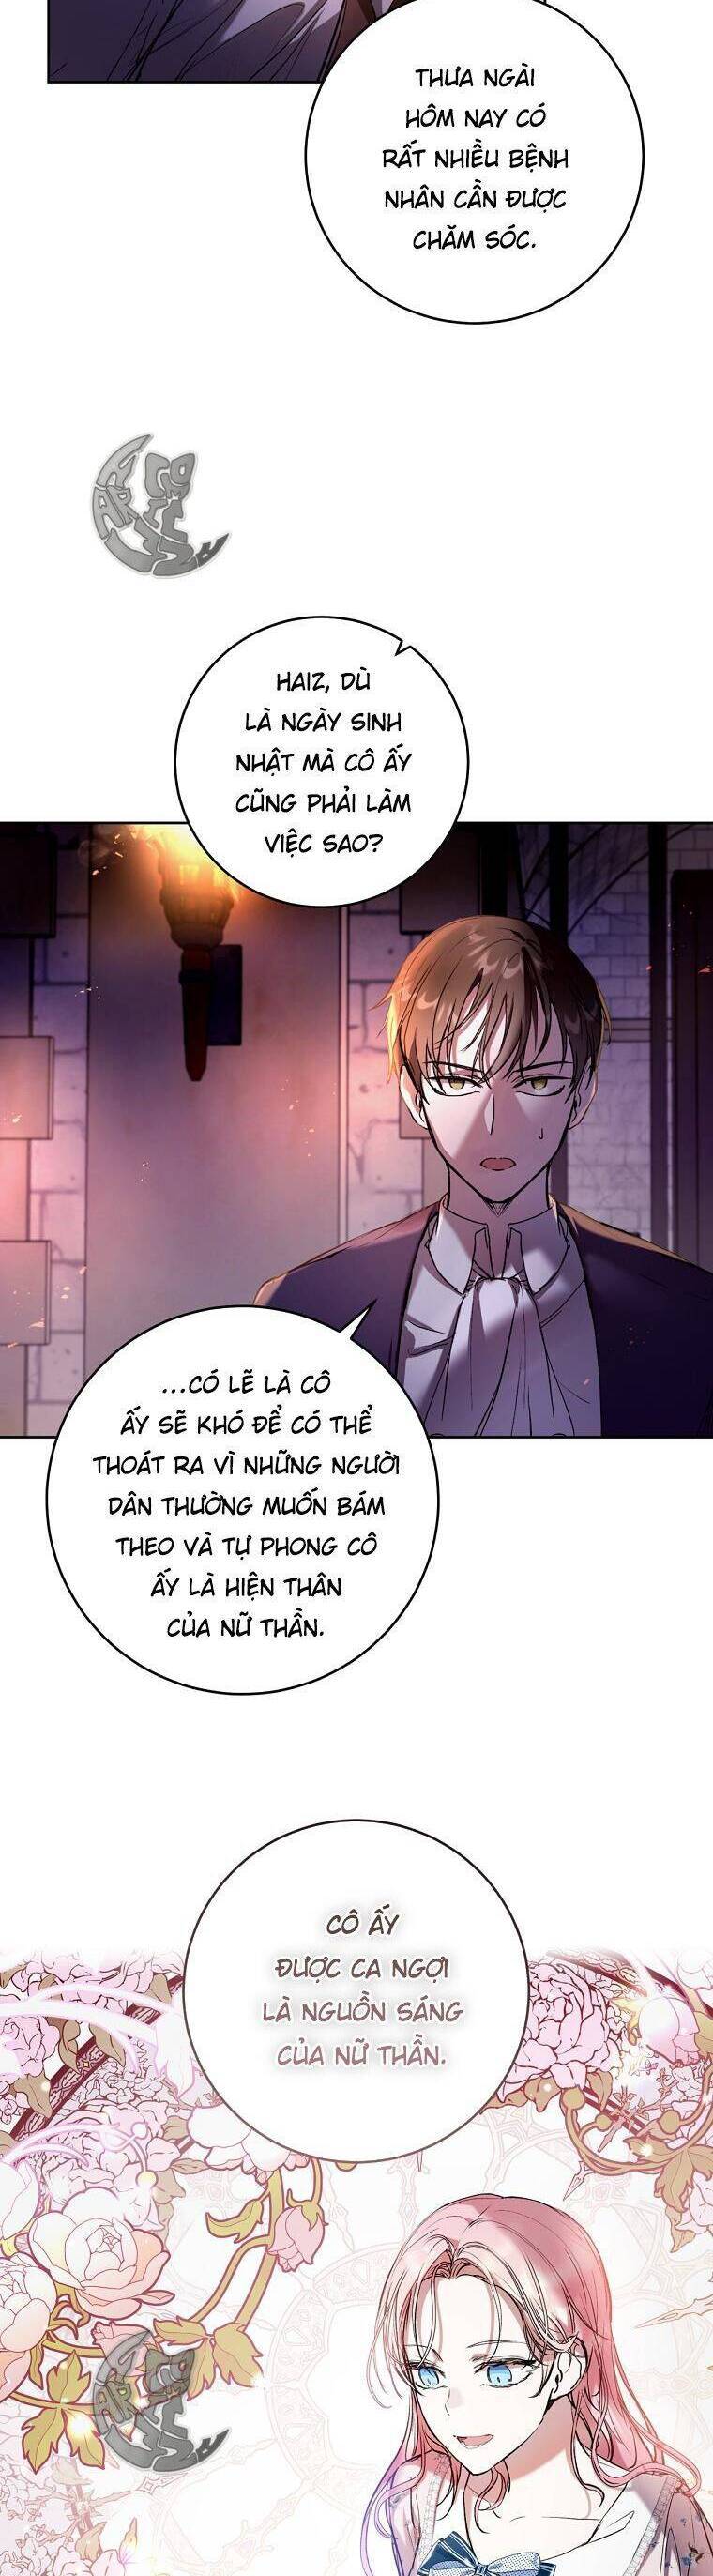 THƯA NGÀI
HÔM NAY CÓ
RẤT NHIỀU BỆNH
NHÂN CẦN ĐƯỢC
CHĂM SÓC.
HAIZ, DÙ
LÀ NGÀY SINH
NHẬT MÀ CÔ ẤY
CŨNG PHẢI LÀM
VIỆC SAO?
...CÓ LẼ LÀ CÔ
ẤY SẼ KHÓ ĐỂ CÓ THỂ
THOÁT RA VÌ NHỮNG NGƯỜI
DÂN THƯỜNG MUỐN BÁM
THEO VÀ TỰ PHONG CÔ
ẤY LÀ HIỆN THÂN
CỦA NỮ THẦN.
CÔ ẤY
ĐƯỢC CA NGỢI
LÀ NGUỒN SÁNG
CỦA NỮ THẦN.